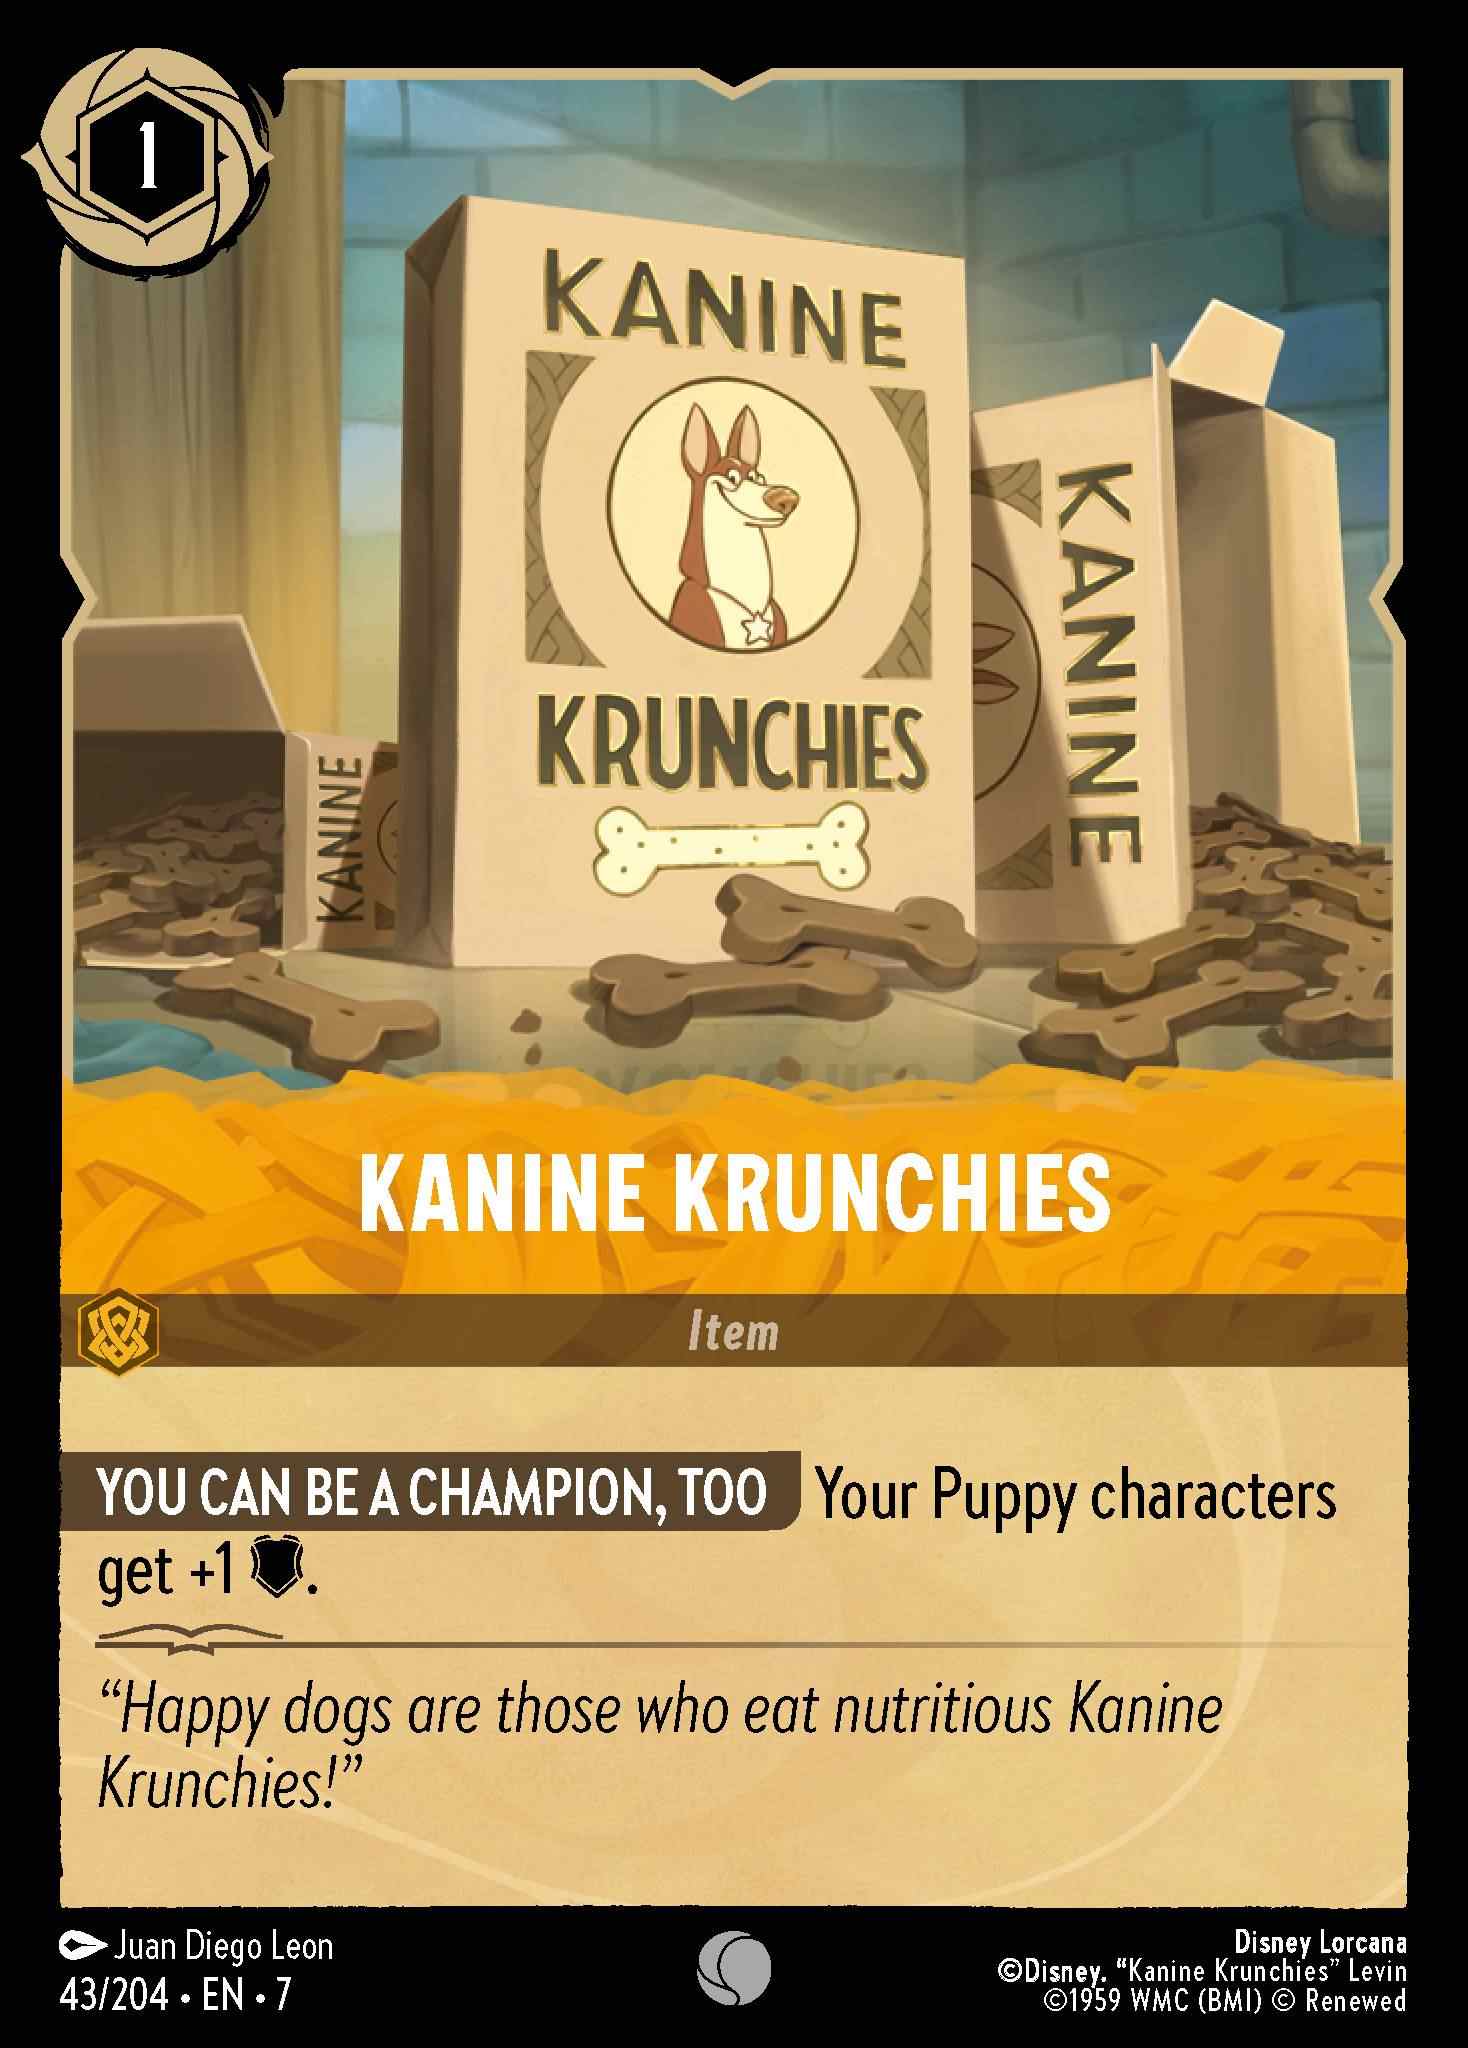 1
KANINE
KRUNCHIES
KANINE
KANINE
KANINE KRUNCHIES
Item
YOU CAN BE A CHAMPION, TOO Your Puppy characters
get +1 .
“Happy dogs are those who eat nutritious Kanine
Krunchies!”
Juan Diego Leon
43/204 • EN • 7
Disney Lorcana
©Disney. “Kanine Krunchies” Levin
©1959 WMC (BMI) © Renewed